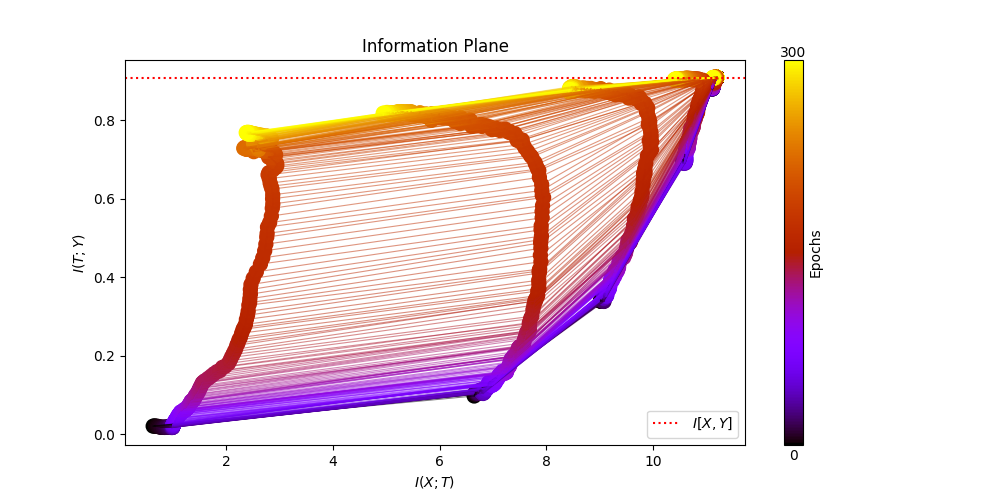 Information Plane
300
0.8
0.6
0.4
0.2
0.0
I(T; Y)
2
4
6
8
10
I(X; T)
I[X, Y]
Epochs
0